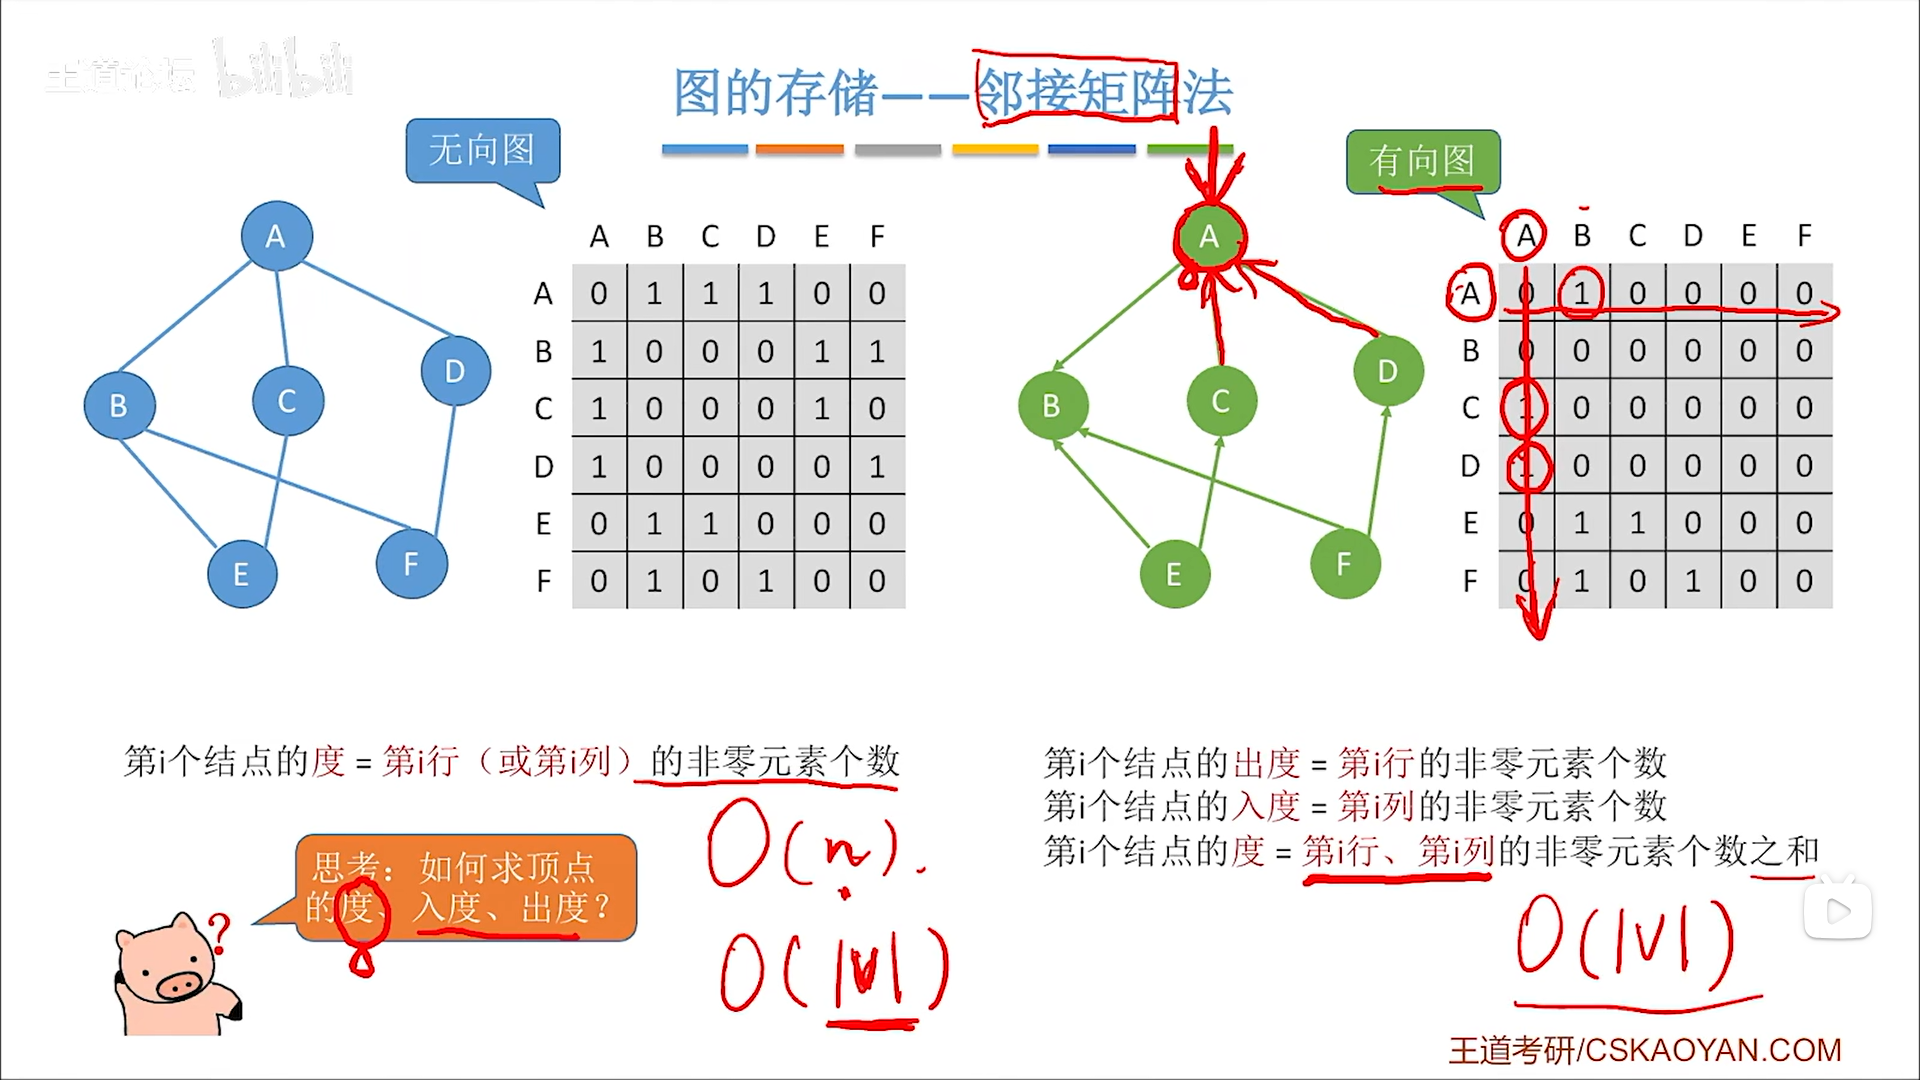 王道论坛 bilibili
图的存储——邻接矩阵法
无向图
A
B
C
D
E
F
A B C D E F
A 0 1 1 1 0 0
B 1 0 0 0 1 1
C 1 0 0 0 1 0
D 1 0 0 0 0 1
E 0 1 1 0 0 0
F 0 1 0 1 0 0
有向图
A
B
C
D
E
F
A B C D E F
A 0 1 0 0 0 0
B 0 0 0 0 0 0
C 1 0 0 0 0 0
D 1 0 0 0 0 0
E 0 1 1 0 0 0
F 0 1 0 1 0 0
第i个结点的度 = 第i行（或第i列）的非零元素个数
O(n).
O(|V|)
思考：如何求顶点
的度、入度、出度？
?
第i个结点的出度 = 第i行的非零元素个数
第i个结点的入度 = 第i列的非零元素个数
第i个结点的度 = 第i行、第i列的非零元素个数之和
O(|V|)
王道考研/CSKAOYAN.COM